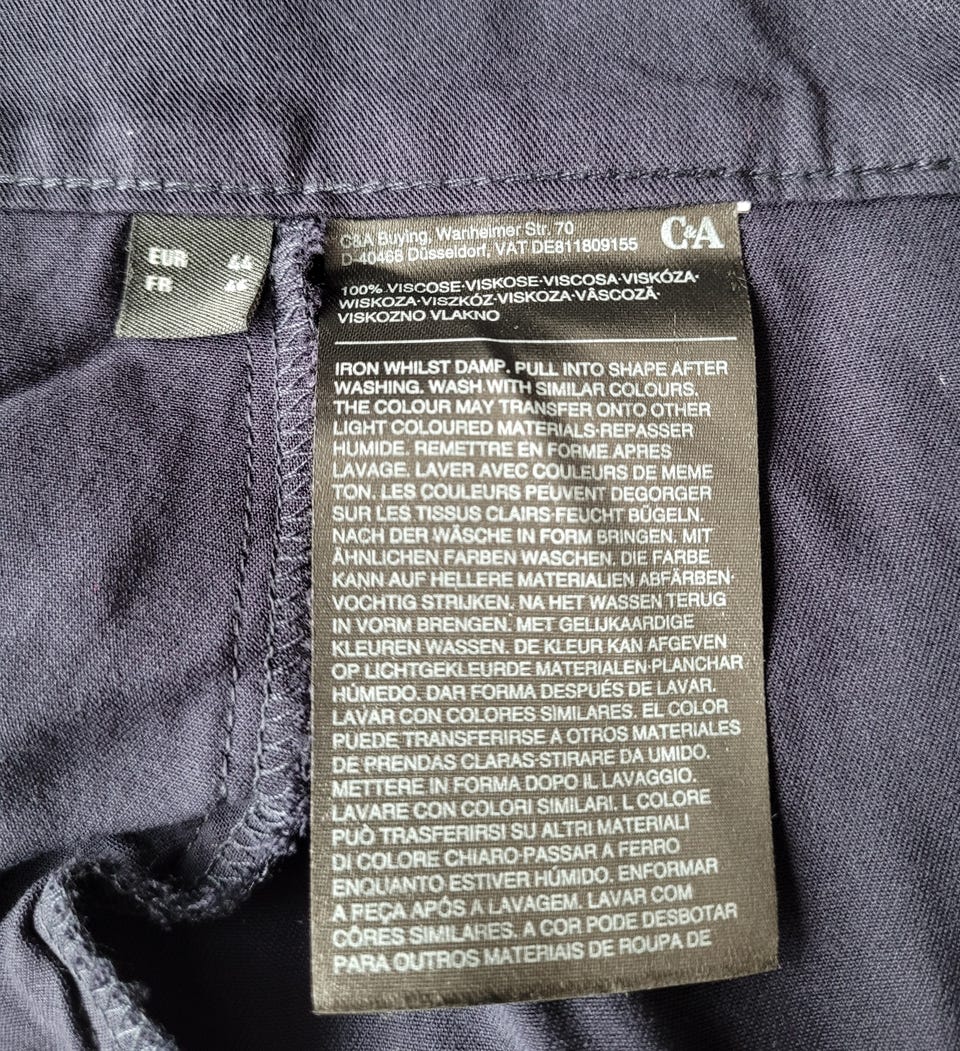 EUR 44
FR 46
C&A Buying, Wanheimer Str. 70
D-40468 Düsseldorf, VAT DE811809155
C&A
100% VISCOSE·VISKOSE·VISCOSA·VISKÓZA·
WISKOZA·VISZKÓZ·VISKOZA·VÂSCOZĂ·
VISKOZNO VLAKNO
IRON WHILST DAMP. PULL INTO SHAPE AFTER
WASHING. WASH WITH SIMILAR COLOURS.
THE COLOUR MAY TRANSFER ONTO OTHER
LIGHT COLOURED MATERIALS·REPASSER
HUMIDE. REMETTRE EN FORME APRES
LAVAGE. LAVER AVEC COULEURS DE MEME
TON. LES COULEURS PEUVENT DEGORGER
SUR LES TISSUS CLAIRS·FEUCHT BÜGELN.
NACH DER WÄSCHE IN FORM BRINGEN. MIT
ÄHNLICHEN FARBEN WASCHEN. DIE FARBE
KANN AUF HELLERE MATERIALIEN ABFÄRBEN·
VOCHTIG STRIJKEN. NA HET WASSEN TERUG
IN VORM BRENGEN. MET GELIJKAARDIGE
KLEUREN WASSEN. DE KLEUR KAN AFGEVEN
OP LICHTGEKLEURDE MATERIALEN·PLANCHAR
HÚMEDO. DAR FORMA DESPUÉS DE LAVAR.
LAVAR CON COLORES SIMILARES. EL COLOR
PUEDE TRANSFERIRSE A OTROS MATERIALES
DE PRENDAS CLARAS·STIRARE DA UMIDO.
METTERE IN FORMA DOPO IL LAVAGGIO.
LAVARE CON COLORI SIMILARI. L COLORE
PUÒ TRASFERIRSI SU ALTRI MATERIALI
DI COLORE CHIARO·PASSAR A FERRO
ENQUANTO ESTIVER HÚMIDO. ENFORMAR
A PEÇA APÓS A LAVAGEM. LAVAR COM
CÔRES SIMILARES. A COR PODE DESBOTAR
PARA OUTROS MATERIAIS DE ROUPA DE